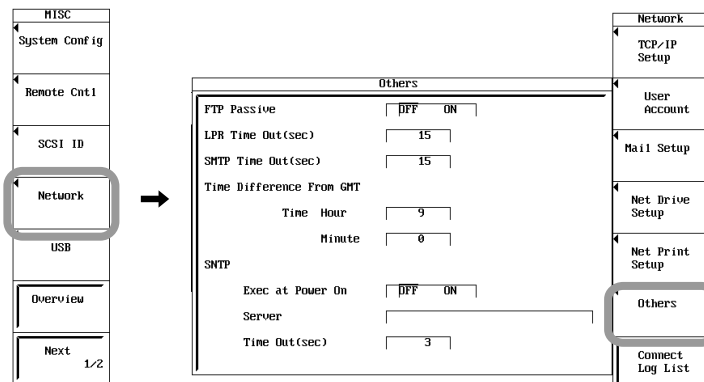 MISC
System Config
Remote Cntl
SCSI ID
Network
USB
Overview
Next
1/2
Others
FTP Passive OFF ON
LPR Time Out(sec) 15
SMTP Time Out(sec) 15
Time Difference From GMT
Time Hour 9
Minute 0
SNTP
Exec at Power On OFF ON
Server
Time Out(sec) 3
Network
TCP/IP
Setup
User
Account
Mail Setup
Net Drive
Setup
Net Print
Setup
Others
Connect
Log List